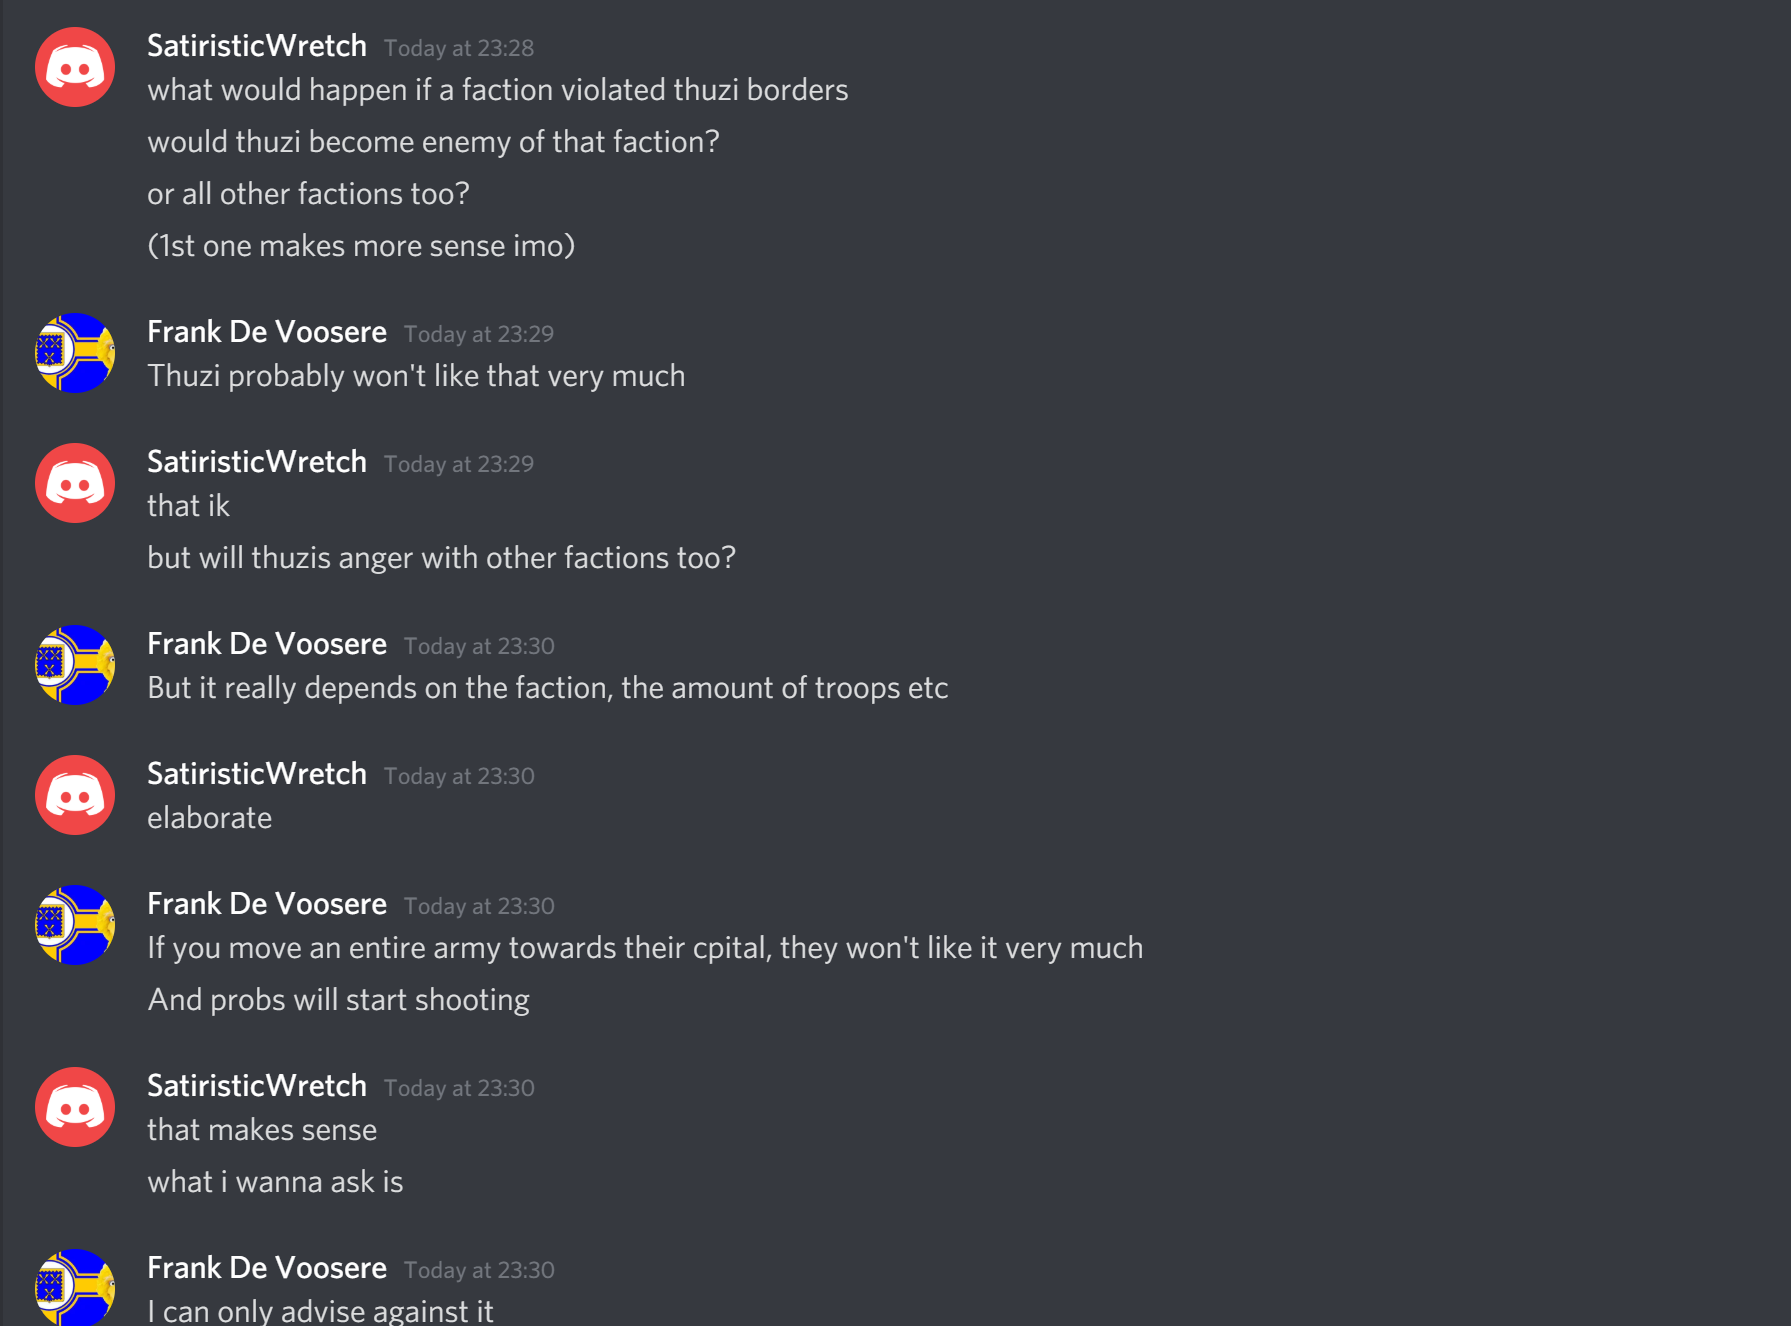 SatiristicWretch Today at 23:28
what would happen if a faction violated thuzi borders
would thuzi become enemy of that faction?
or all other factions too?
(1st one makes more sense imo)
Frank De Voosere Today at 23:29
Thuzi probably won't like that very much
SatiristicWretch Today at 23:29
that ik
but will thuzis anger with other factions too?
Frank De Voosere Today at 23:30
But it really depends on the faction, the amount of troops etc
SatiristicWretch Today at 23:30
elaborate
Frank De Voosere Today at 23:30
If you move an entire army towards their cpital, they won't like it very much
And probs will start shooting
SatiristicWretch Today at 23:30
that makes sense
what i wanna ask is
Frank De Voosere Today at 23:30
I can only advise against it